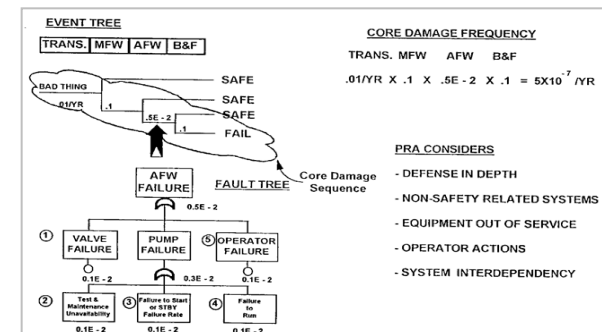 EVENT TREE
TRANS. MFW AFW B&F
BAD THING
.01/YR
.1
.5E - 2
.1
SAFE
SAFE
SAFE
FAIL
AFW
FAILURE
0.5E - 2
FAULT TREE
Core Damage
Sequence
1
VALVE
FAILURE
0.1E - 2
PUMP
FAILURE
0.3E - 2
5
OPERATOR
FAILURE
0.1E - 2
2
Test &
Maintenance
Unavailability
0.1E - 2
3
Failure to Start
or STBY
Failure Rate
0.1E - 2
4
Failure
to
Run
0.1E - 2
CORE DAMAGE FREQUENCY
TRANS. MFW AFW B&F
.01/YR X .1 X .5E - 2 X .1 = 5X10-7 /YR
PRA CONSIDERS
- DEFENSE IN DEPTH
- NON-SAFETY RELATED SYSTEMS
- EQUIPMENT OUT OF SERVICE
- OPERATOR ACTIONS
- SYSTEM INTERDEPENDENCY